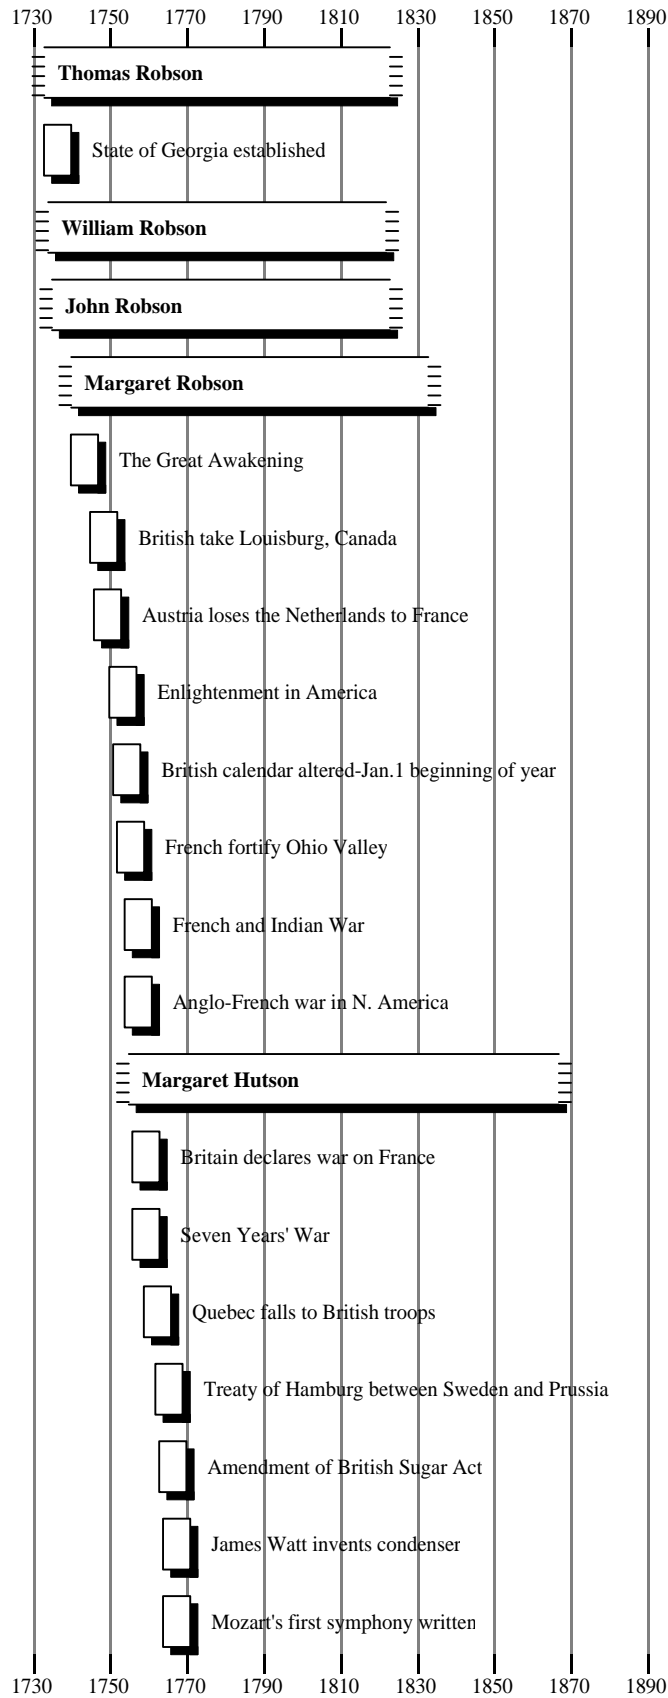 1730 1750 1770 1790 1810 1830 1850 1870 1890
Thomas Robson
State of Georgia established
William Robson
John Robson
Margaret Robson
The Great Awakening
British take Louisburg, Canada
Austria loses the Netherlands to France
Enlightenment in America
British calendar altered-Jan.1 beginning of year
French fortify Ohio Valley
French and Indian War
Anglo-French war in N. America
Margaret Hutson
Britain declares war on France
Seven Years' War
Quebec falls to British troops
Treaty of Hamburg between Sweden and Prussia
Amendment of British Sugar Act
James Watt invents condenser
Mozart's first symphony written
1730 1750 1770 1790 1810 1830 1850 1870 1890